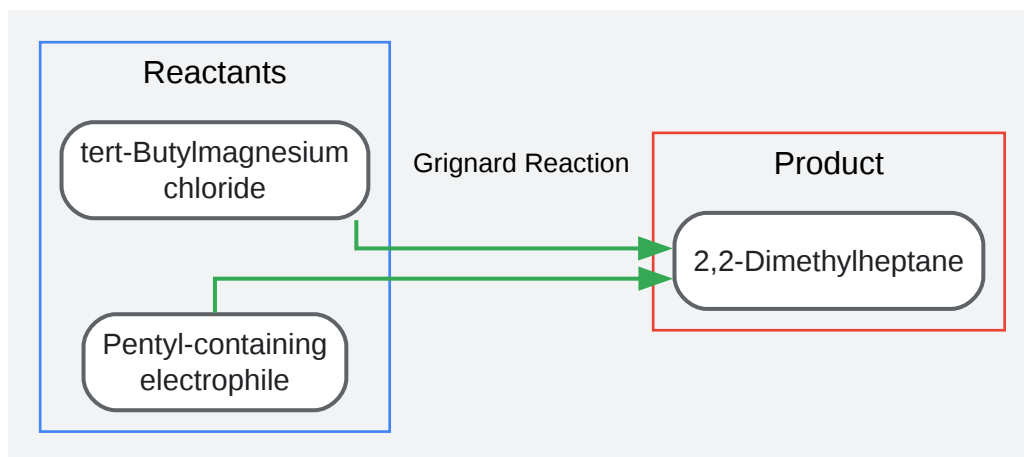 Reactants
tert-Butylmagnesium
chloride
Grignard Reaction
Product
2,2-Dimethylheptane
Pentyl-containing
electrophile